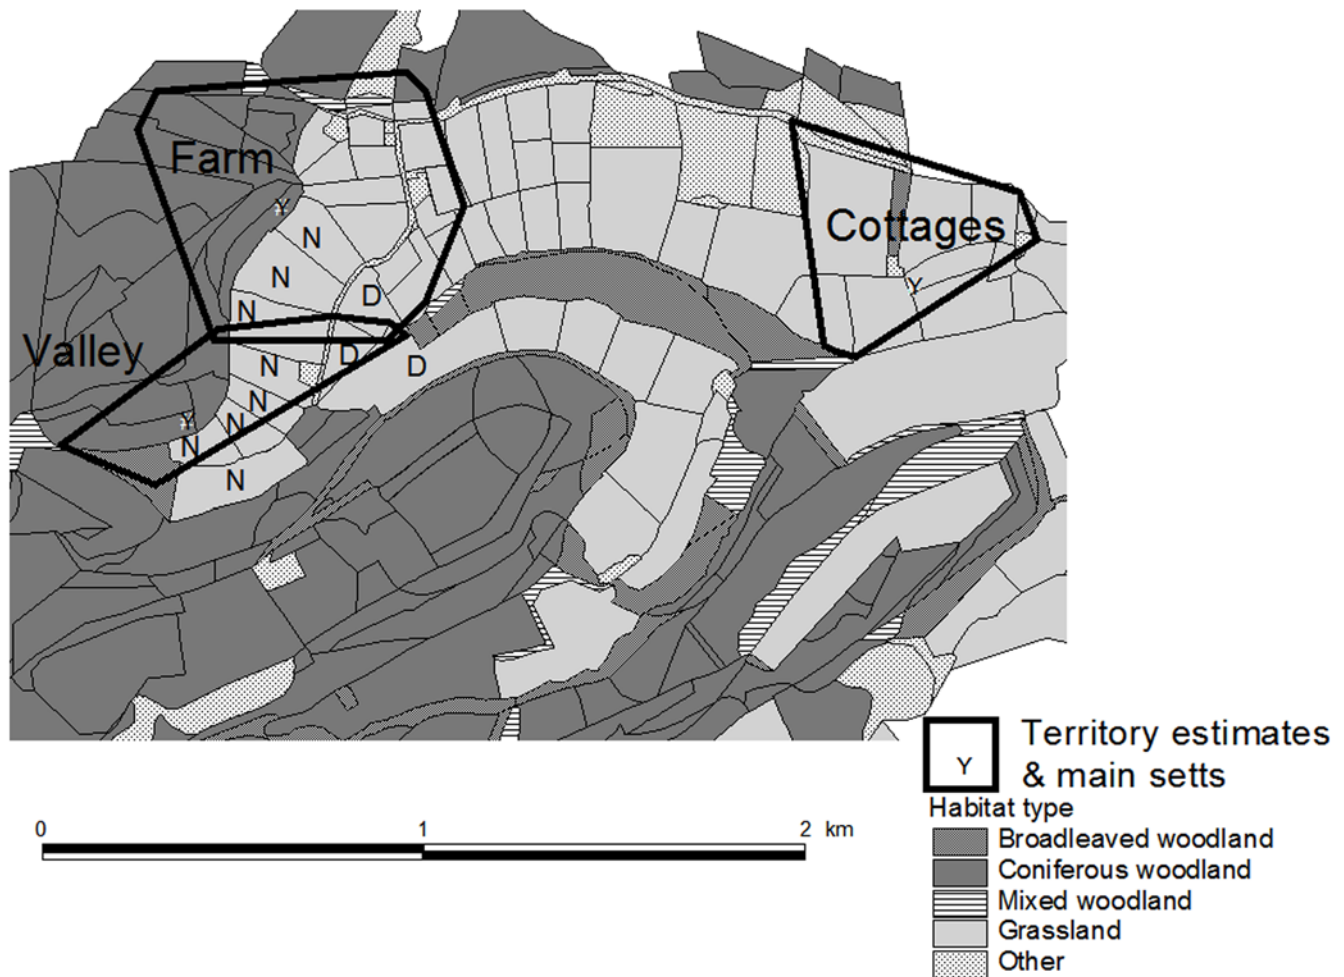 Farm
Y
N
Cottages
N
Y
D
N
Valley
D
D
N
N
Y
N
N
N
Territory estimates
Y
& main setts
Habitat type
0 1 2 km
Broadleaved woodland
Coniferous woodland
Mixed woodland
Grassland
Other